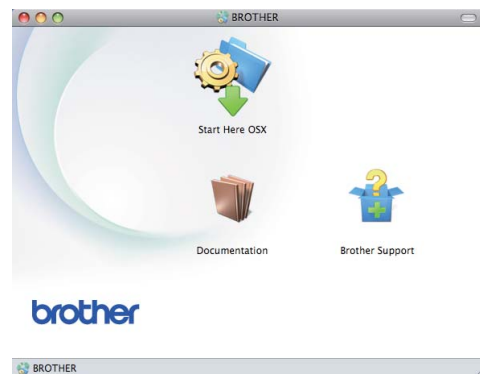 BROTHER
Start Here OSX
Documentation
Brother Support
brother
BROTHER